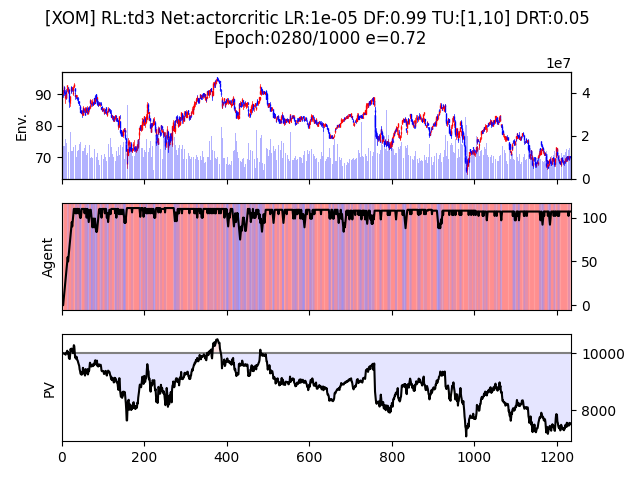 [XOM] RL:td3 Net:actorcritic LR:1e-05 DF:0.99 TU:[1,10] DRT:0.05
Epoch:0280/1000 e=0.72
1e7
Env.
90
80
70
4
2
0
Agent
100
50
0
PV
10000
8000
0 200 400 600 800 1000 1200